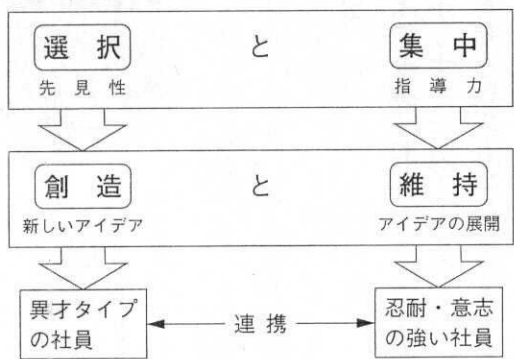 選択 と 集中
先見性 指導力
創造 と 維持
新しいアイデア アイデアの展開
異才タイプ
の社員
連携
忍耐・意志
の強い社員